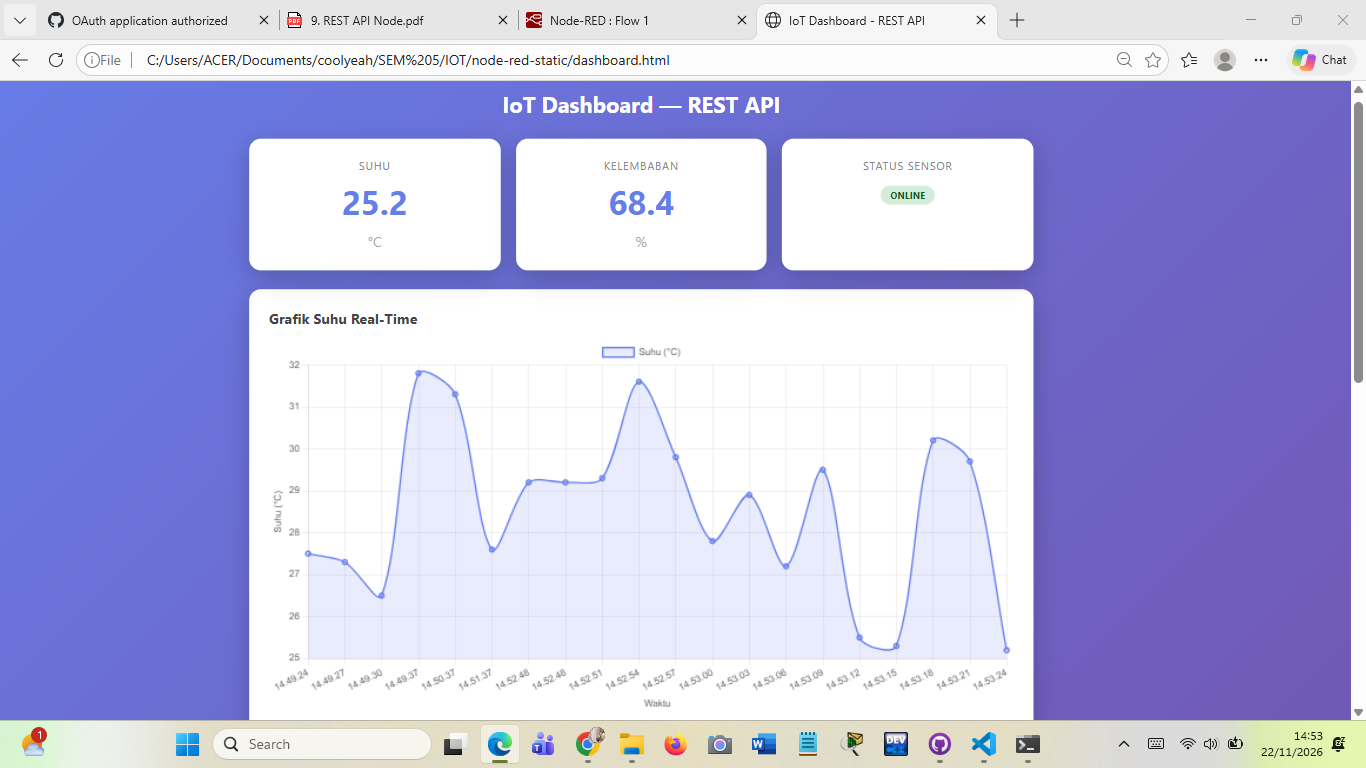 OAuth application authorized
9. REST API Node.pdf
Node-RED : Flow 1
IoT Dashboard - REST API
File
C:/Users/ACER/Documents/coolyeah/SEM%205/IOT/node-red-static/dashboard.html
Chat
IoT Dashboard — REST API
SUHU
25.2
°C
KELEMBABAN
68.4
%
STATUS SENSOR
ONLINE
Grafik Suhu Real-Time
Suhu (°C)
32
31
30
29
28
27
26
25
Suhu (°C)
14.49.24
14.49.27
14.49.30
14.49.37
14.50.37
14.51.37
14.52.48
14.52.48
14.52.51
14.52.54
14.52.57
14.53.00
14.53.03
14.53.06
14.53.09
14.53.12
14.53.15
14.53.18
14.53.21
14.53.24
Waktu
1
Search
DEV
14:53
22/11/2026